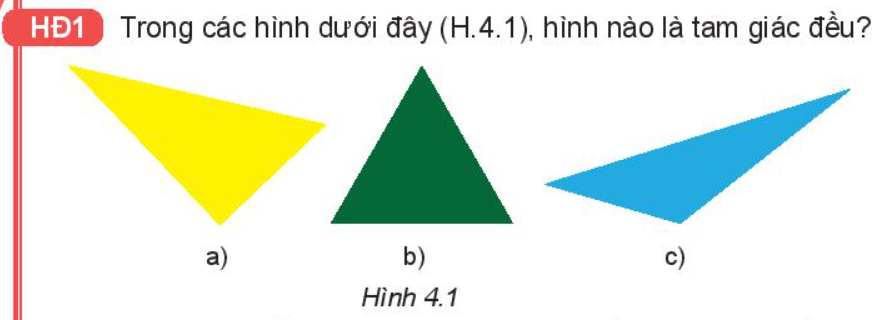 HĐ1 Trong các hình dưới đây (H.4.1), hình nào là tam giác đều?
a) b) c)
Hình 4.1